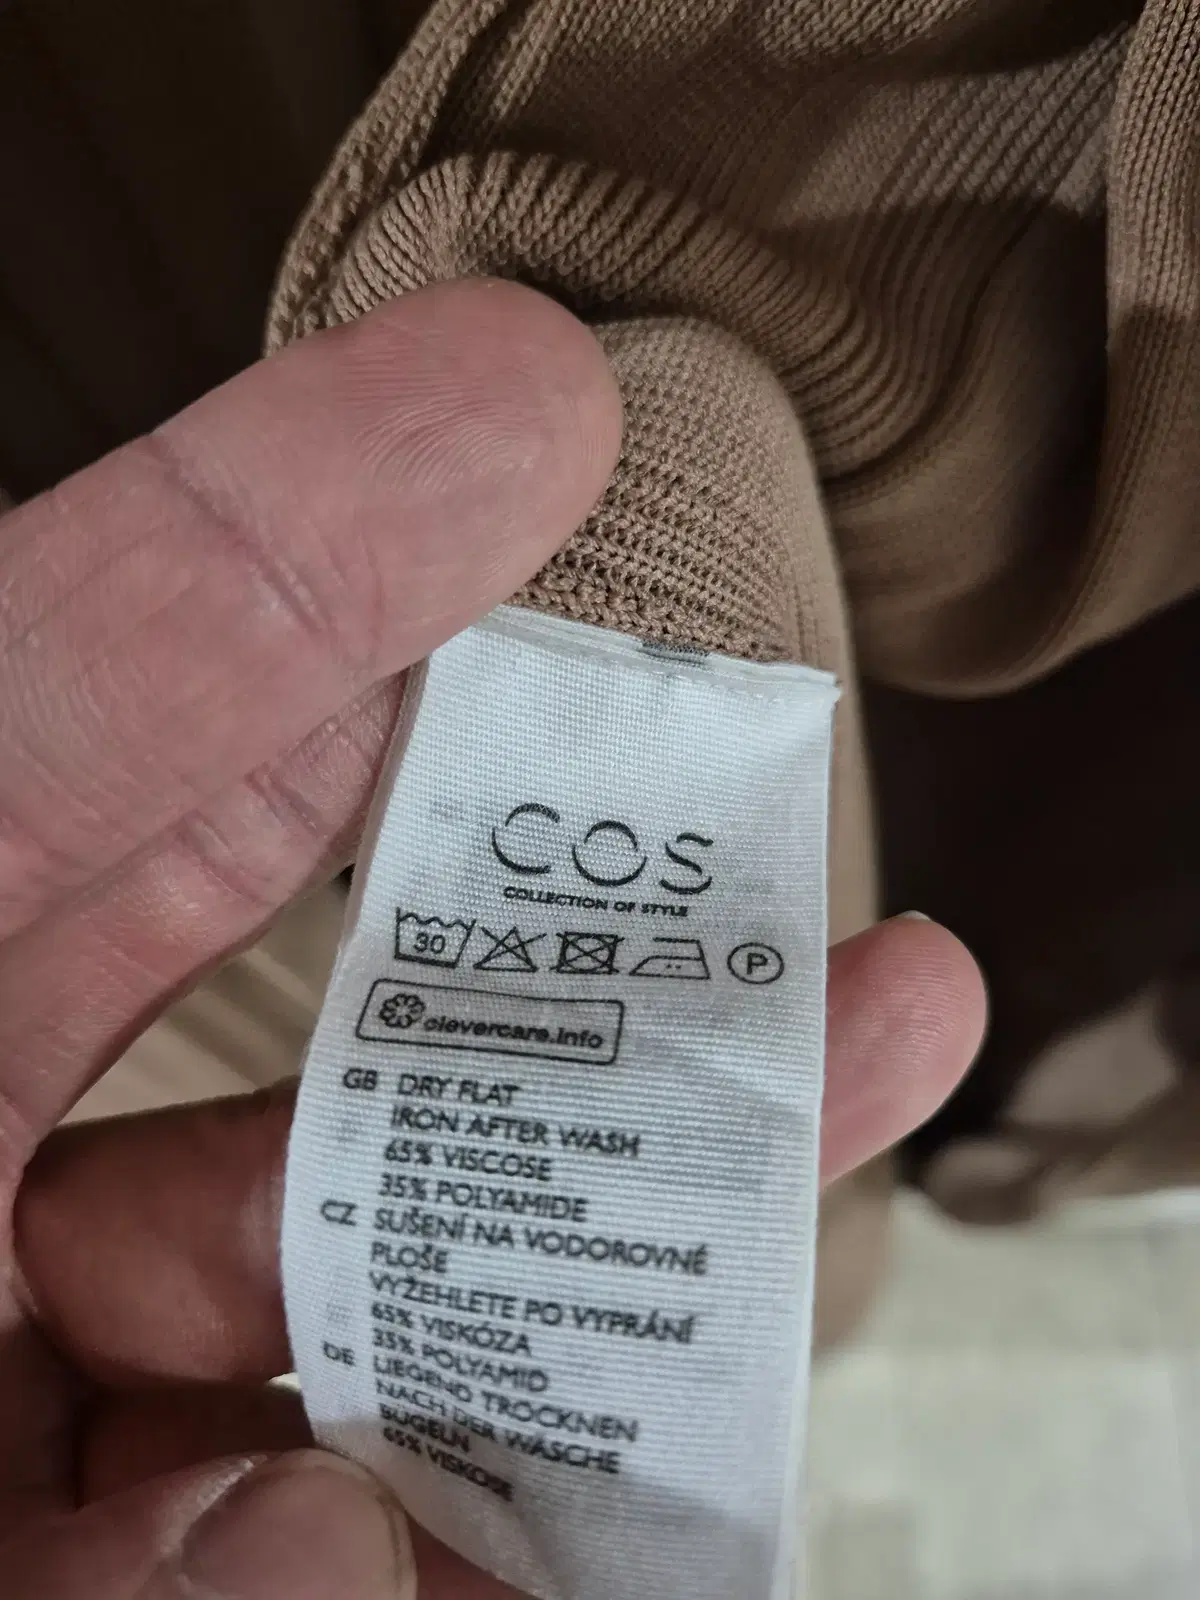 COS
COLLECTION OF STYLE
30
P
clevercare.info
GB DRY FLAT
IRON AFTER WASH
65% VISCOSE
35% POLYAMIDE
CZ SUŠENÍ NA VODOROVNÉ
PLOŠE
VYŽEHLETE PO VYPRÁNÍ
65% VISKÓZA
35% POLYAMID
DE LIEGEND TROCKNEN
NACH DER WÄSCHE
BÜGELN
65% VISKOSE